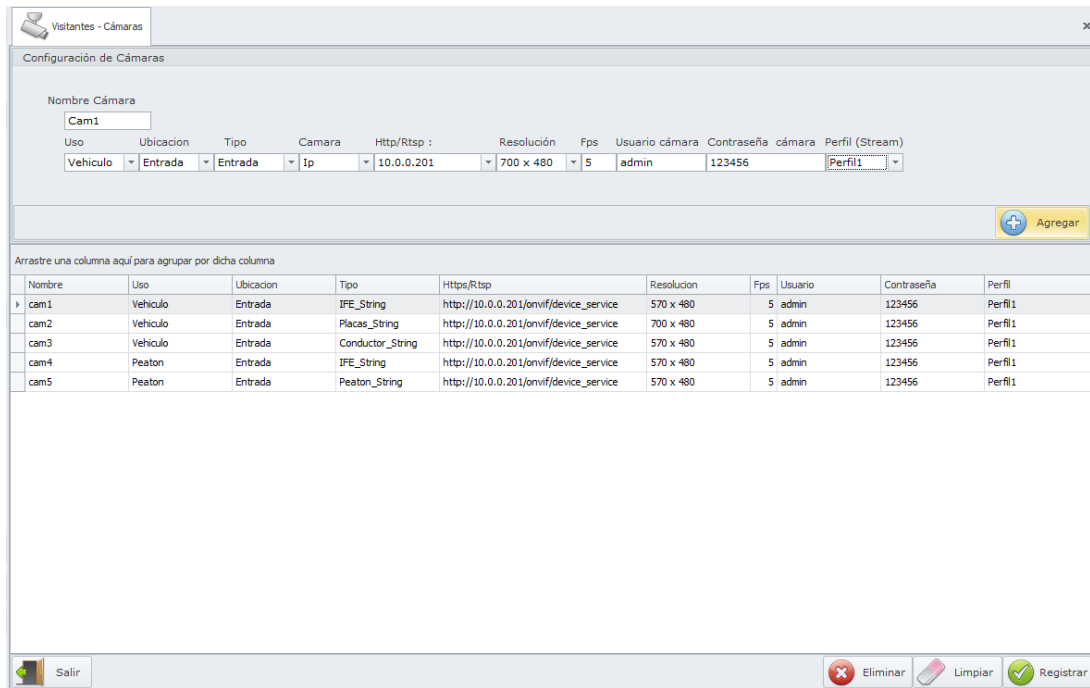 Visitantes - Cámaras
Configuración de Cámaras
Nombre Cámara
Cam1
Uso Ubicacion Tipo Camara Http/Rtsp : Resolución Fps Usuario cámara Contraseña cámara Perfil (Stream)
Vehiculo Entrada Entrada Ip 10.0.0.201 700 x 480 5 admin 123456 Perfil1
Agregar
Arrastre una columna aquí para agrupar por dicha columna
Nombre Uso Ubicacion Tipo Https/Rtsp Resolucion Fps Usuario Contraseña Perfil
cam1 Vehiculo Entrada IFE_String http://10.0.0.201/onvif/device_service 570 x 480 5 admin 123456 Perfil1
cam2 Vehiculo Entrada Placas_String http://10.0.0.201/onvif/device_service 700 x 480 5 admin 123456 Perfil1
cam3 Vehiculo Entrada Conductor_String http://10.0.0.201/onvif/device_service 570 x 480 5 admin 123456 Perfil1
cam4 Peaton Entrada IFE_String http://10.0.0.201/onvif/device_service 570 x 480 5 admin 123456 Perfil1
cam5 Peaton Entrada Peaton_String http://10.0.0.201/onvif/device_service 570 x 480 5 admin 123456 Perfil1
Salir Eliminar Limpiar Registrar